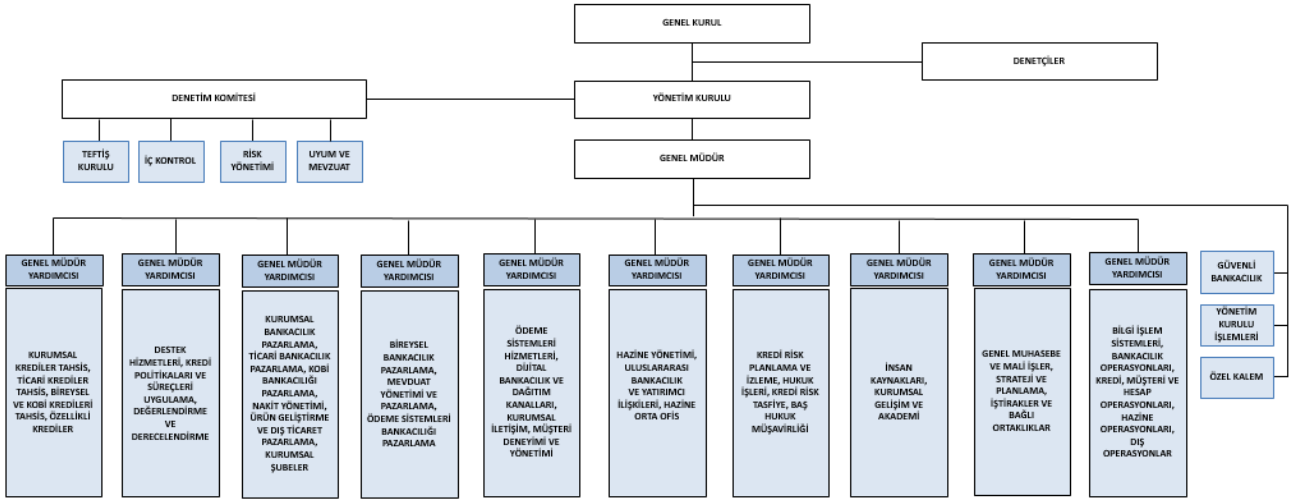 GENEL KURUL
DENETÇİLER
DENETİM KOMİTESİ
YÖNETİM KURULU
TEFTİŞ
KURULU
İÇ KONTROL
RİSK
YÖNETİMİ
UYUM VE
MEVZUAT
GENEL MÜDÜR
GENEL MÜDÜR
YARDIMCISI
KURUMSAL
KREDİLER TAHSİS,
TİCARİ KREDİLER
TAHSİS, BİREYSEL
VE KOBİ KREDİLERİ
TAHSİS, ÖZELLİKLİ
KREDİLER
GENEL MÜDÜR
YARDIMCISI
DESTEK
HİZMETLERİ, KREDİ
POLİTİKALARI VE
SÜREÇLERİ
UYGULAMA,
DEĞERLENDİRME
VE
DERECELENDİRME
GENEL MÜDÜR
YARDIMCISI
KURUMSAL
BANKACILIK
PAZARLAMA,
TİCARİ BANKACILIK
PAZARLAMA, KOBİ
BANKACILIĞI
PAZARLAMA,
NAKİT YÖNETİMİ,
ÜRÜN GELİŞTİRME
VE DIŞ TİCARET
PAZARLAMA,
KURUMSAL
ŞUBELER
GENEL MÜDÜR
YARDIMCISI
BİREYSEL
BANKACILIK
PAZARLAMA,
MEVDUAT
YÖNETİMİ VE
PAZARLAMA,
ÖDEME SİSTEMLERİ
BANKACILIĞI
PAZARLAMA
GENEL MÜDÜR
YARDIMCISI
ÖDEME
SİSTEMLERİ
HİZMETLERİ,
DİJİTAL
BANKACILIK VE
DAĞITIM
KANALLARI,
KURUMSAL
İLETİŞİM, MÜŞTERİ
DENEYİMİ VE
YÖNETİMİ
GENEL MÜDÜR
YARDIMCISI
HAZİNE YÖNETİMİ,
ULUSLARARASI
BANKACILIK
VE YATIRIMCI
İLİŞKİLERİ, HAZİNE
ORTA OFİS
GENEL MÜDÜR
YARDIMCISI
KREDİ RİSK
PLANLAMA VE
İZLEME, HUKUK
İŞLERİ, KREDİ RİSK
TASFİYE, BAŞ
HUKUK
MÜŞAVİRLİĞİ
GENEL MÜDÜR
YARDIMCISI
İNSAN
KAYNAKLARI,
KURUMSAL
GELİŞİM VE
AKADEMİ
GENEL MÜDÜR
YARDIMCISI
GENEL MUHASEBE
VE MALİ İŞLER,
STRATEJİ VE
PLANLAMA,
İŞTİRAKLER VE
BAĞLI
ORTAKLIKLAR
GENEL MÜDÜR
YARDIMCISI
BİLGİ İŞLEM
SİSTEMLERİ,
BANKACILIK
OPERASYONLARI,
KREDİ, MÜŞTERİ VE
HESAP
OPERASYONLARI,
HAZİNE
OPERASYONLARI,
DIŞ
OPERASYONLAR
GÜVENLİ
BANKACILIK
YÖNETİM
KURULU
İŞLEMLERİ
ÖZEL KALEM